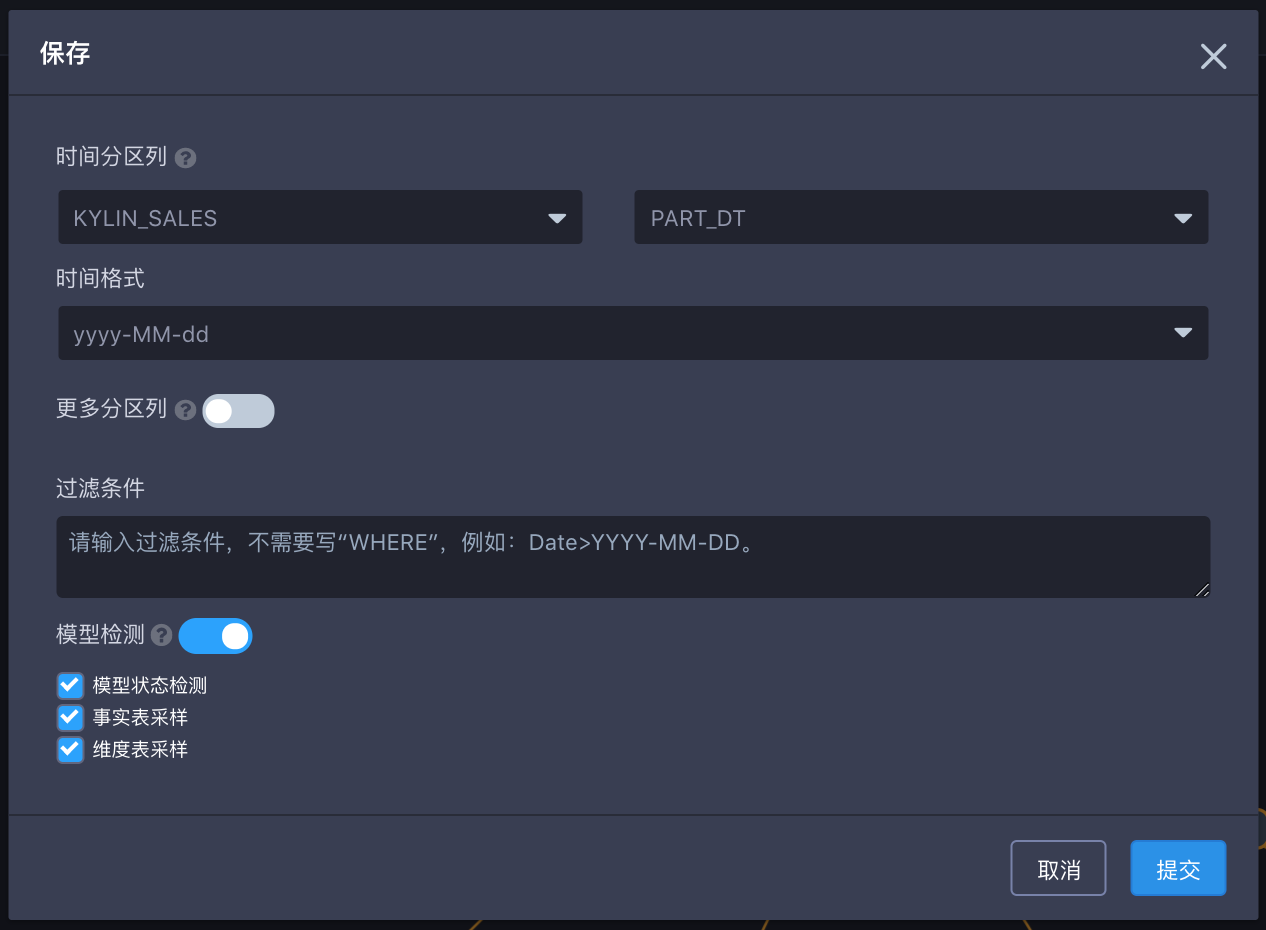 保存
时间分区列 ?
KYLIN_SALES PART_DT
时间格式
yyyy-MM-dd
更多分区列 ?
过滤条件
请输入过滤条件，不需要写“WHERE”，例如：Date>YYYY-MM-DD。
模型检测 ?
模型状态检测
事实表采样
维度表采样
取消 提交